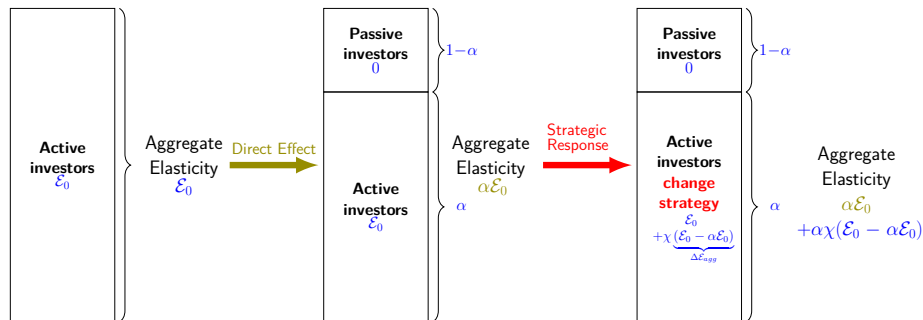 Active
investors
ℰ₀
Aggregate
Elasticity
ℰ₀
Direct Effect
Passive
investors
0
1−α
Active
investors
ℰ₀
α
Aggregate
Elasticity
αℰ₀
Strategic
Response
Passive
investors
0
1−α
Active
investors
change
strategy
ℰ₀
+χ(ℰ₀ − αℰ₀)
Δℰ_agg
α
Aggregate
Elasticity
αℰ₀
+αχ(ℰ₀ − αℰ₀)